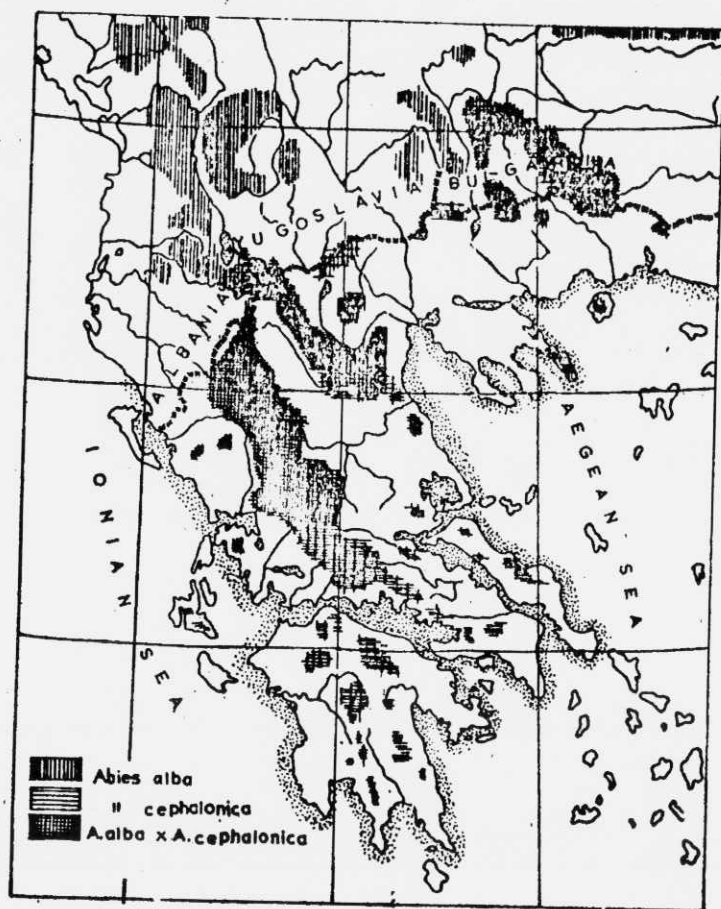 YUGOSLAVIA
BULGARIA
ALBANIA
IONIAN SEA
AEGEAN-SEA
Abies alba
" cephalonica
A.alba x A.cephalonica